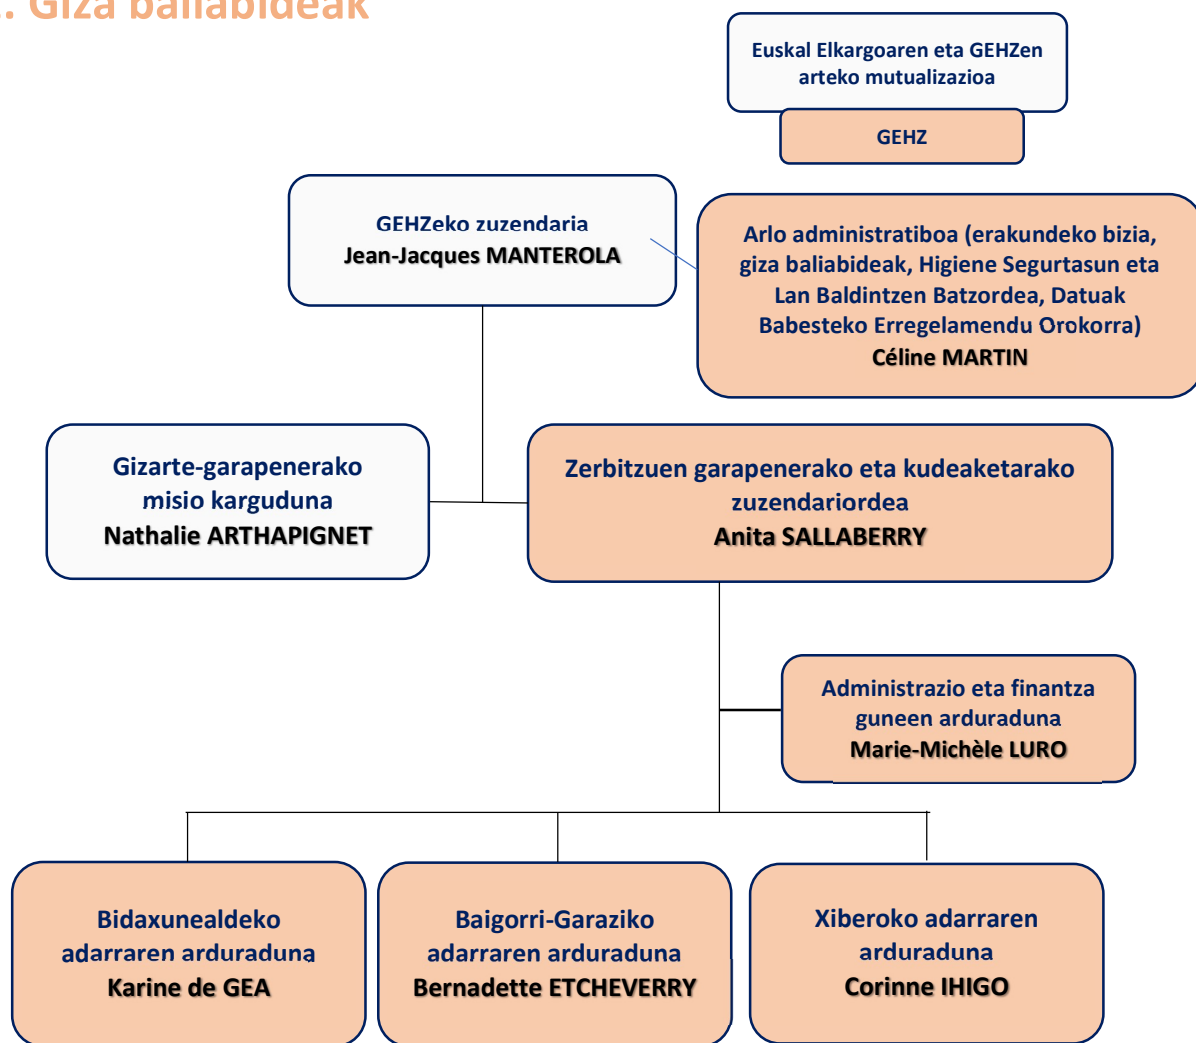 . Giza baliabideak
Euskal Elkargoaren eta GEHZen
arteko mutualizazioa
GEHZ
GEHZeko zuzendaria
Jean-Jacques MANTEROLA
Arlo administratiboa (erakundeko bizia,
giza baliabideak, Higiene Segurtasun eta
Lan Baldintzen Batzordea, Datuak
Babesteko Erregelamendu Orokorra)
Céline MARTIN
Gizarte-garapenerako
misio karguduna
Nathalie ARTHAPIGNET
Zerbitzuen garapenerako eta kudeaketarako
zuzendariordea
Anita SALLABERRY
Administrazio eta finantza
guneen arduraduna
Marie-Michèle LURO
Bidaxunealdeko
adarraren arduraduna
Karine de GEA
Baigorri-Garaziko
adarraren arduraduna
Bernadette ETCHEVERRY
Xiberoko adarraren
arduraduna
Corinne IHIGO